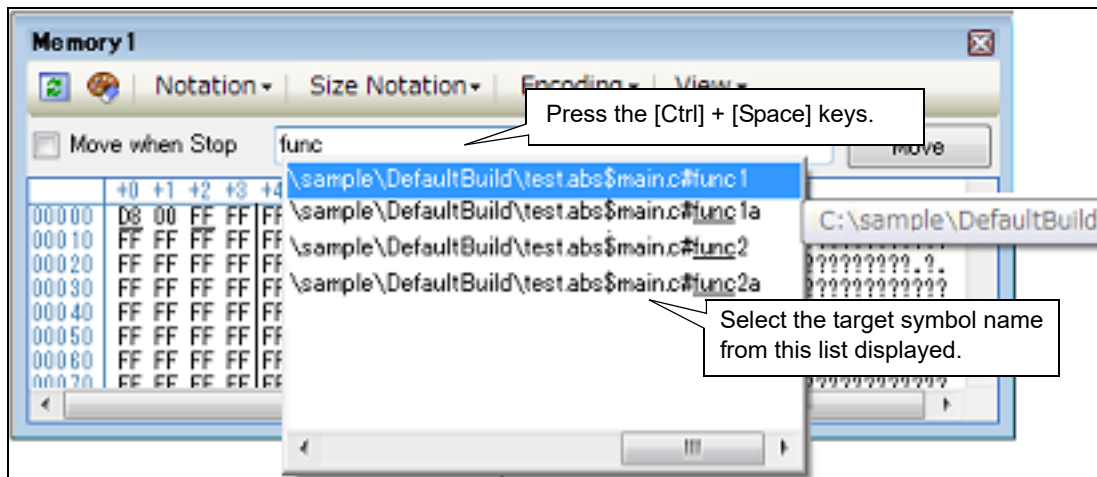 Memory1
Notation Size Notation Encoding View
Press the [Ctrl] + [Space] keys.
Move when Stop func Move
+0 +1 +2 +3 +4
\sample\DefaultBuild\test.abs$main.c#func1
00000 D8 00 FF FF FF \sample\DefaultBuild\test.abs$main.c#func1a
C:\sample\DefaultBuild
00010 FF FF FF FF FF
00020 FF FF FF FF FF \sample\DefaultBuild\test.abs$main.c#func2 ?????????.?.
00030 FF FF FF FF FF \sample\DefaultBuild\test.abs$main.c#func2a ????????????
00040 FF FF FF FF FF
00050 FF FF FF FF FF
00060 FF FF FF FF FF
00070 FF FF FF FF FF ????????????
Select the target symbol name
from this list displayed.